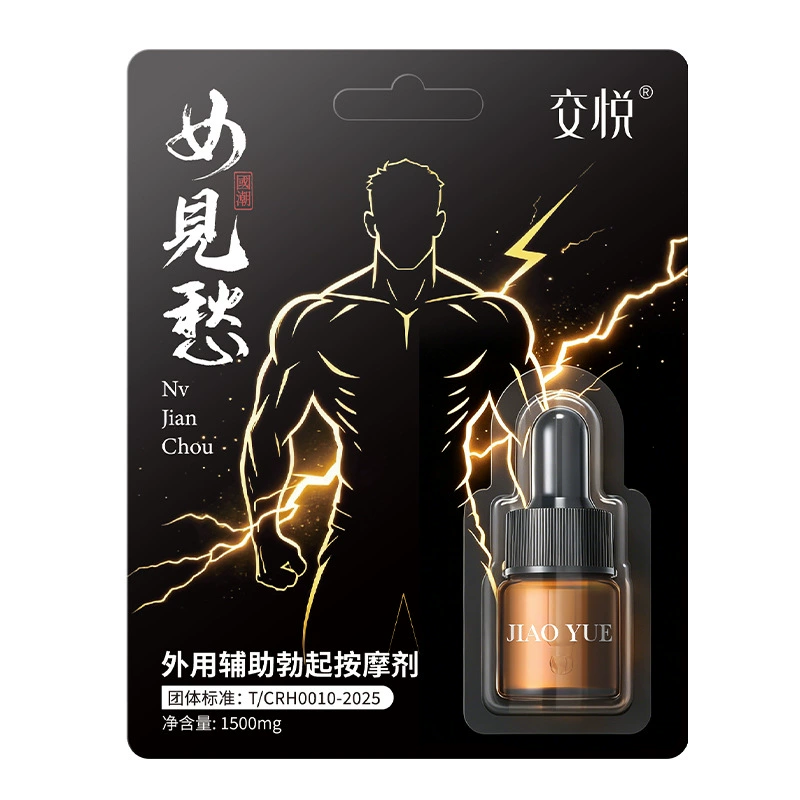 女見愁
國潮
Nv
Jian
Chou
交悦®
JIAO YUE
外用辅助勃起按摩剂
团体标准：T/CRH0010-2025
净含量: 1500mg